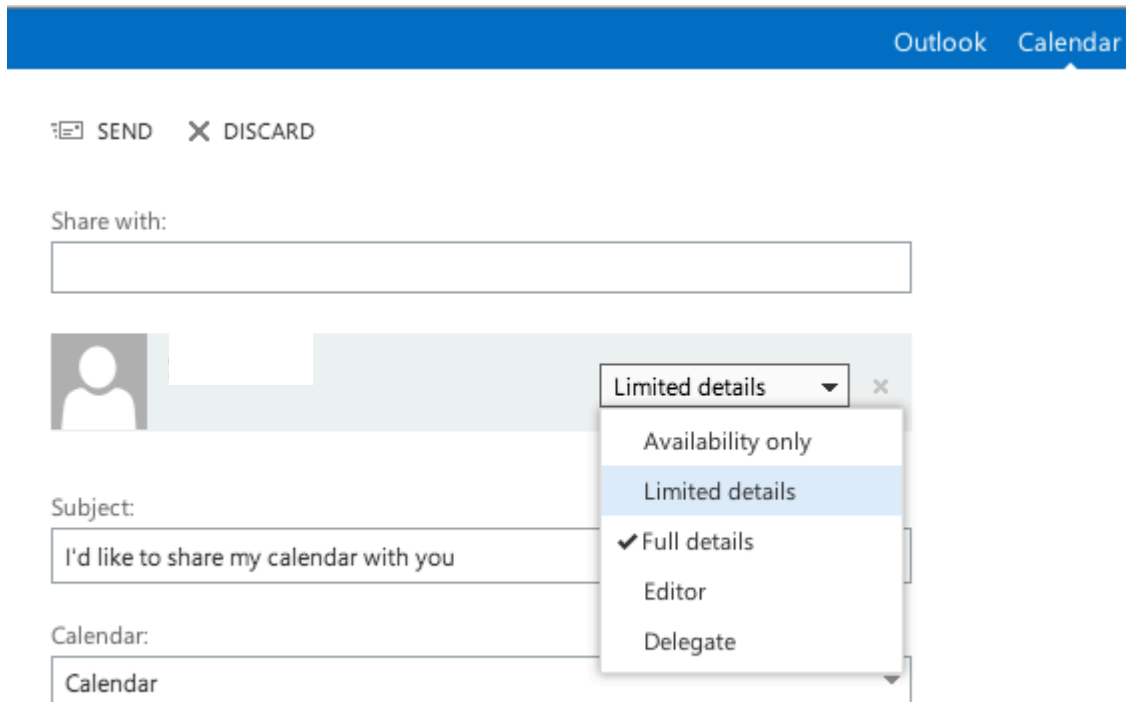 Outlook Calendar
SEND DISCARD
Share with:
Limited details
Availability only
Limited details
Full details
Editor
Delegate
Subject:
I'd like to share my calendar with you
Calendar:
Calendar